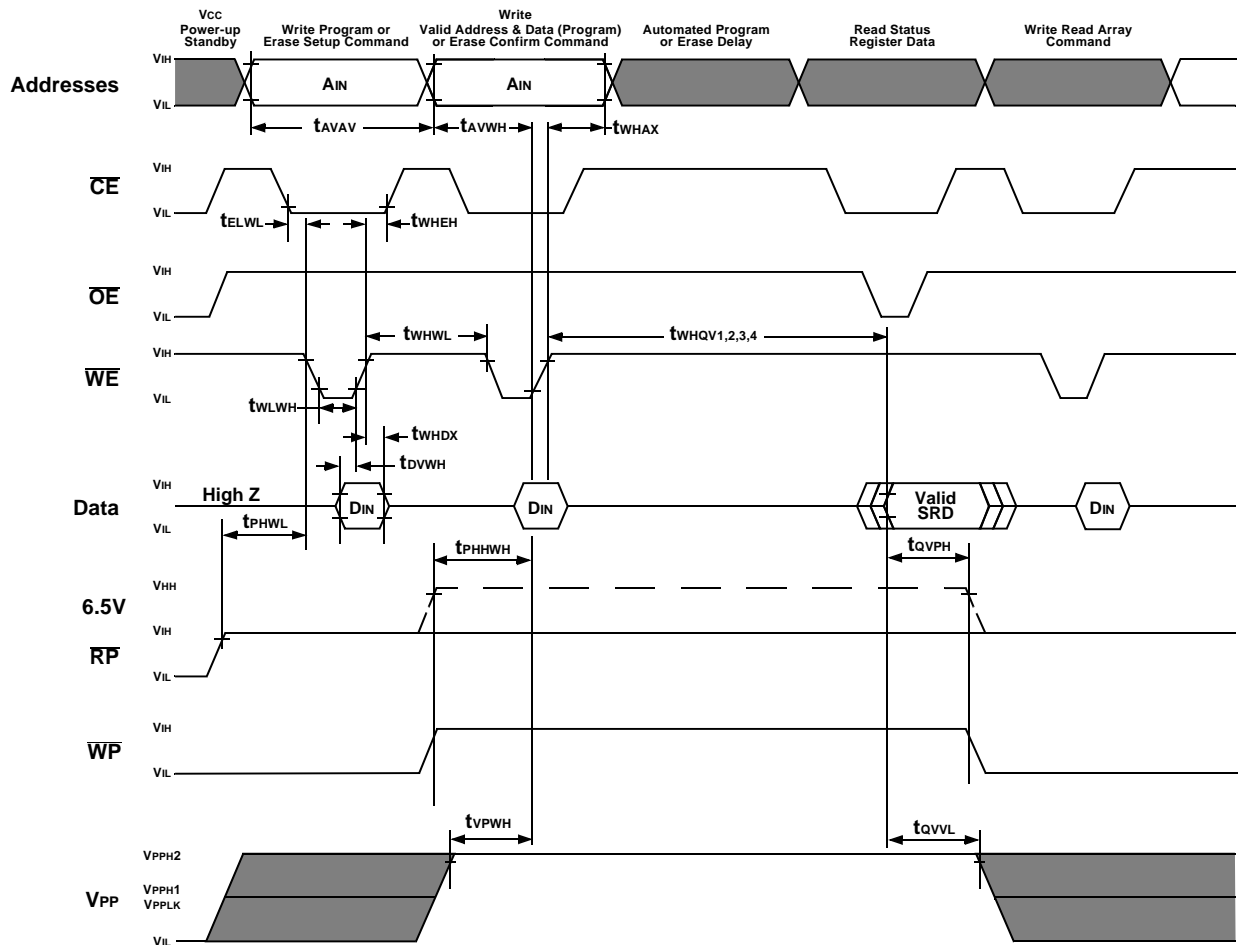 Vcc
Power-up
Standby
Write Program or
Erase Setup Command
Write
Valid Address & Data (Program)
or Erase Confirm Command
Automated Program
or Erase Delay
Read Status
Register Data
Write Read Array
Command
Addresses
VIH
VIL
AIN
AIN
tAVAV
tAVWH
tWHAX
CE
VIH
VIL
tELWL
tWHEH
OE
VIH
VIL
tWHWL
tWHQV1,2,3,4
WE
VIH
VIL
tWLWH
tWHDX
tDVWH
Data
VIH
High Z
VIL
DIN
DIN
Valid
SRD
DIN
tPHWL
tPHHWH
tQVPH
6.5V
VHH
VIH
RP
VIL
WP
VIH
VIL
tVPWH
tQVVL
VPP
VPPH2
VPPH1
VPPLK
VIL